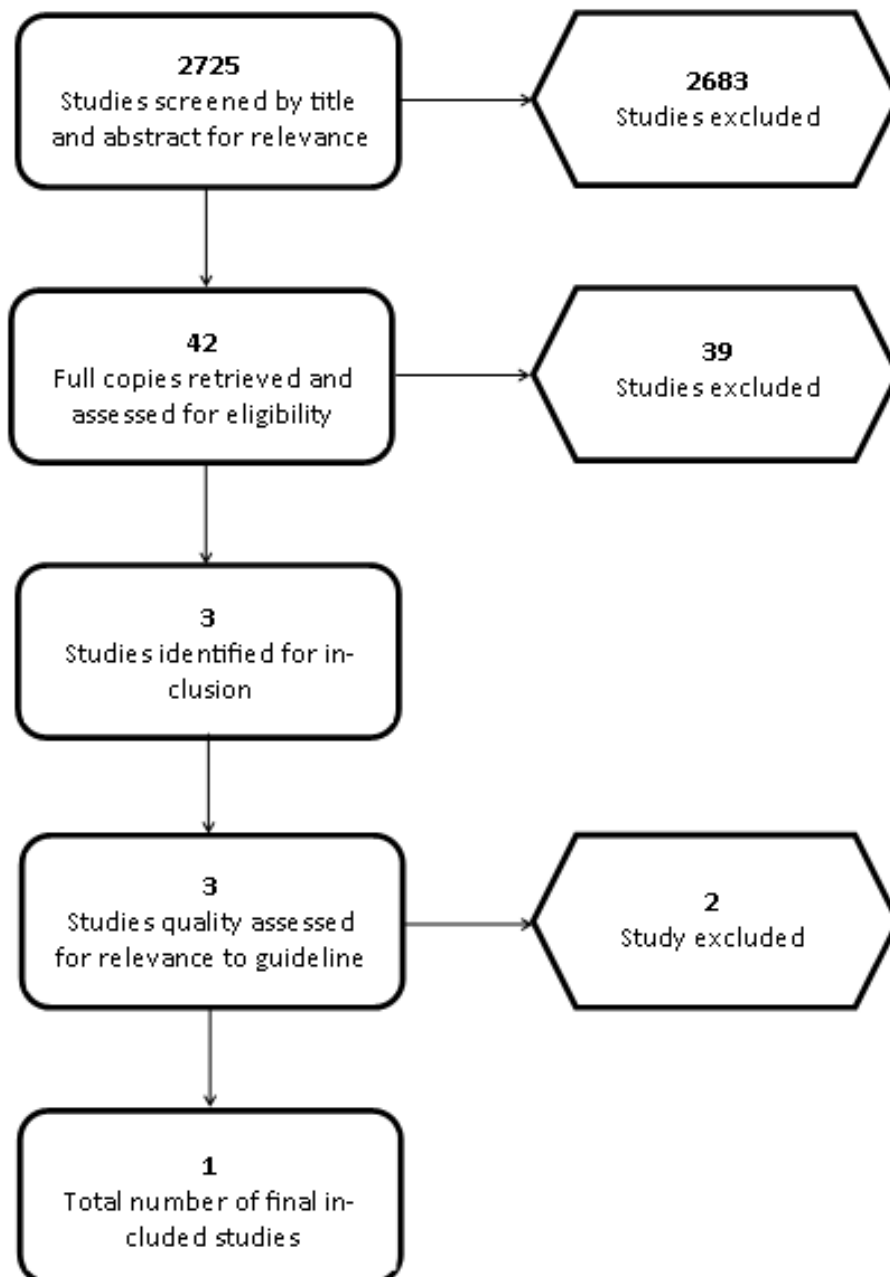 2725
Studies screened by title
and abstract for relevance
2683
Studies excluded
42
Full copies retrieved and
assessed for eligibility
39
Studies excluded
3
Studies identified for in-
clusion
3
Studies quality assessed
for relevance to guideline
2
Study excluded
1
Total number of final in-
cluded studies